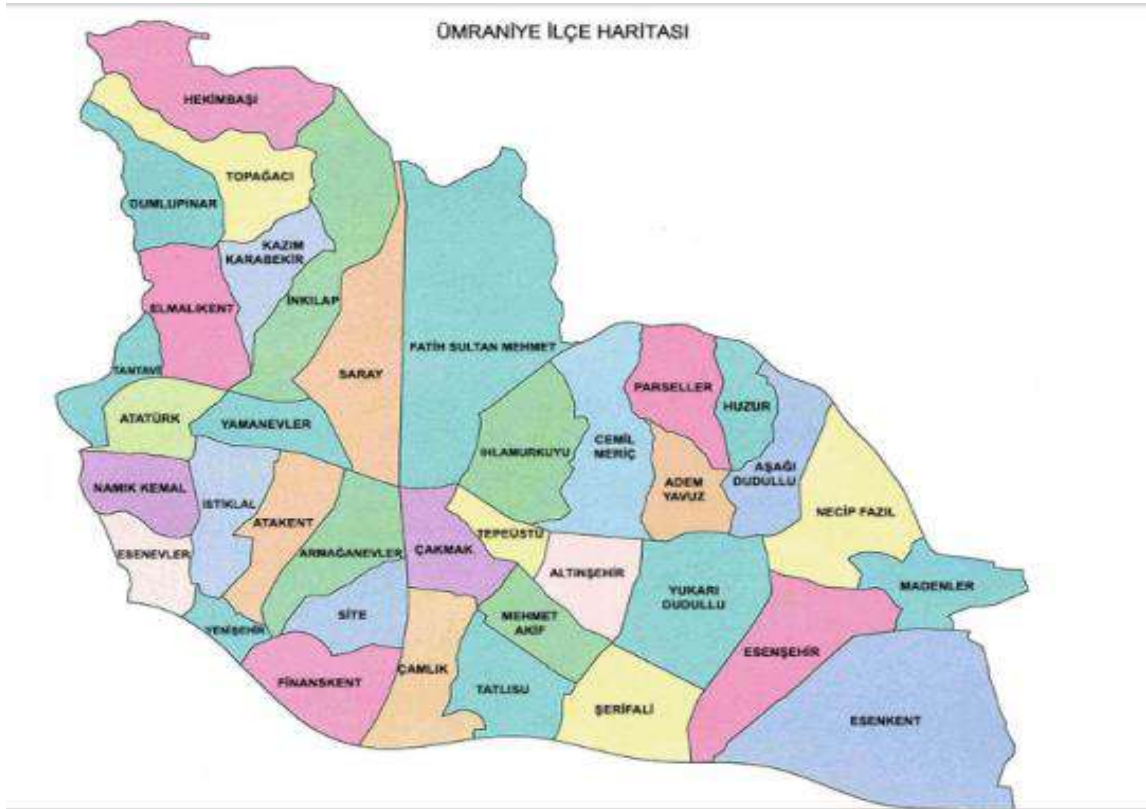 ÜMRANİYE İLÇE HARİTASI
HEKİMBAŞI
TOPAĞACI
DUMLUPINAR
KAZIM
KARABEKİR
ELMALIKENT
İNKILAP
FATİH SULTAN MEHMET
SARAY
TANTAVİ
PARSELLER
HUZUR
ATATÜRK
YAMANEVLER
IHLAMURKUYU
CEMİL
MERİÇ
AŞAĞI
DUDULLU
ADEM
YAVUZ
NAMIK KEMAL
İSTİKLAL
ATAKENT
NECİP FAZIL
TEPEÜSTÜ
ESENEVLER
ARMAĞANEVLER
ÇAKMAK
ALTINŞEHİR
YUKARI
DUDULLU
MADENLER
SİTE
MEHMET
AKİF
YENİŞEHİR
ESENŞEHİR
ÇAMLIK
FİNANSKENT
TATLISU
ŞERİFALİ
ESENKENT